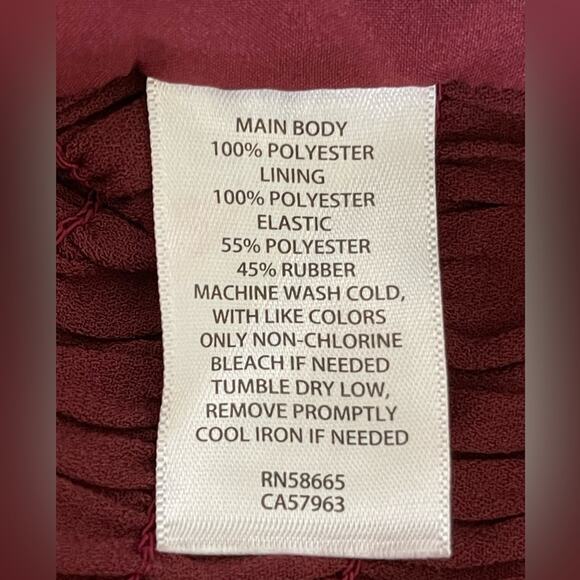 MAIN BODY
100% POLYESTER
LINING
100% POLYESTER
ELASTIC
55% POLYESTER
45% RUBBER
MACHINE WASH COLD,
WITH LIKE COLORS
ONLY NON-CHLORINE
BLEACH IF NEEDED
TUMBLE DRY LOW,
REMOVE PROMPTLY
COOL IRON IF NEEDED
RN58665
CA57963